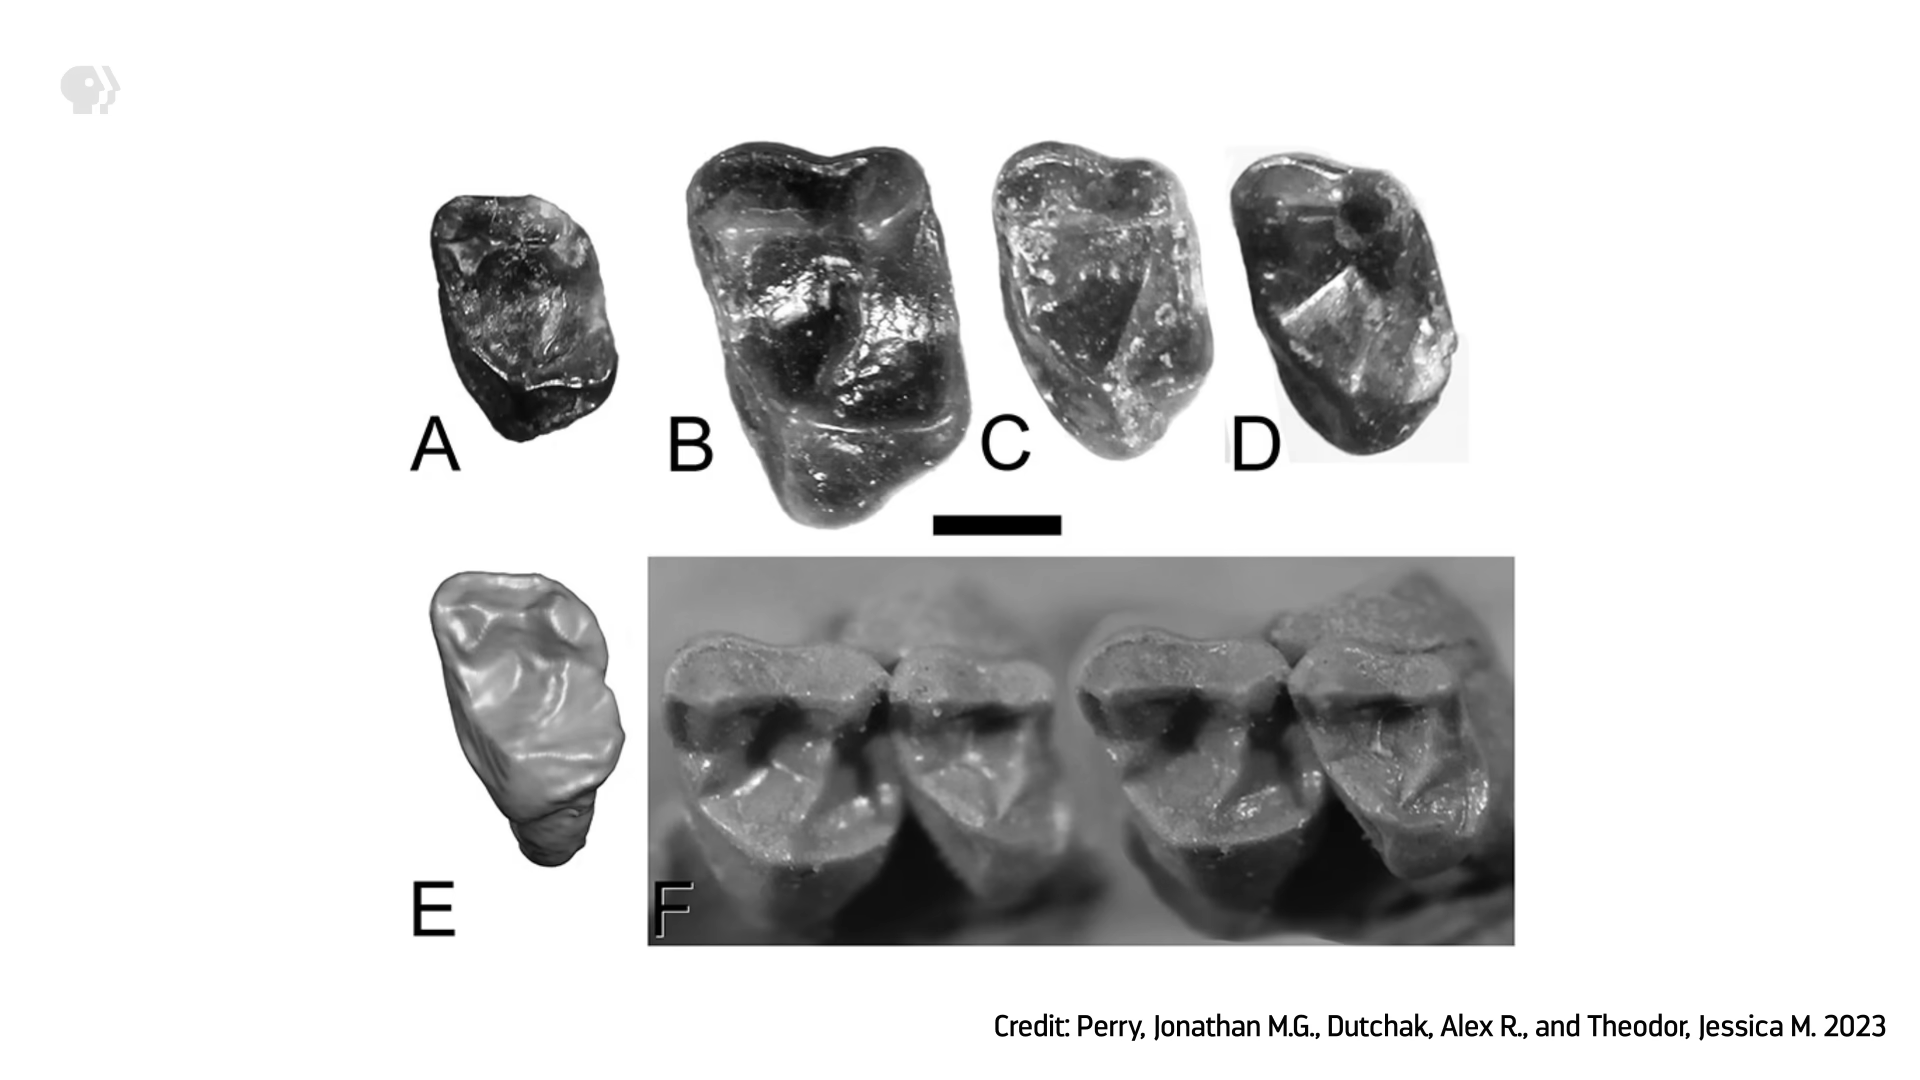 A
B
C
D
E
F
Credit: Perry, Jonathan M.G., Dutchak, Alex R., and Theodor, Jessica M. 2023